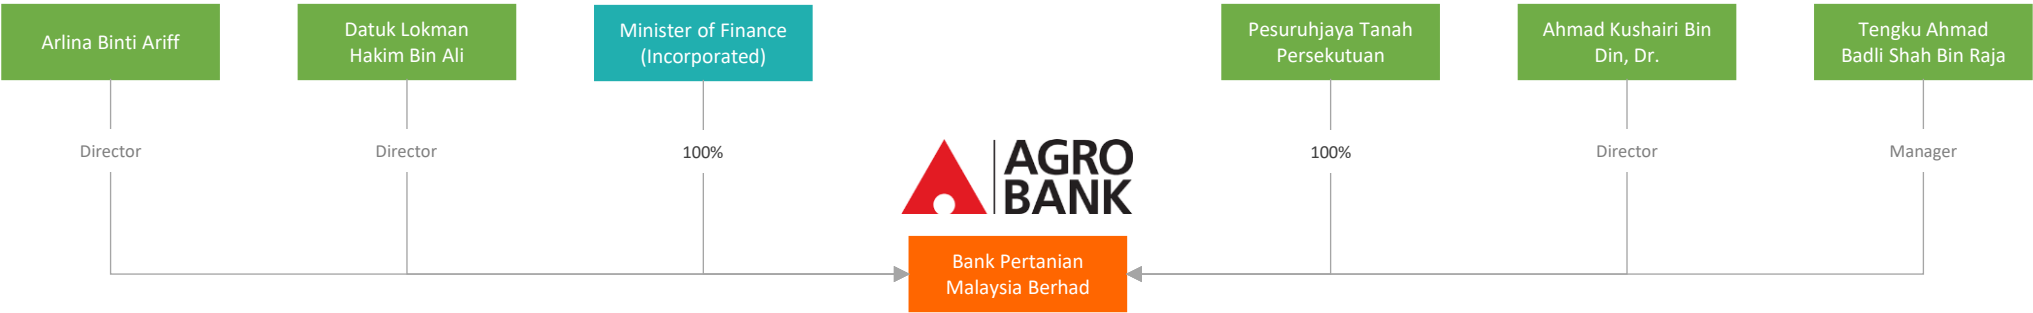 Arlina Binti Ariff
Datuk Lokman
Hakim Bin Ali
Minister of Finance
(Incorporated)
Pesuruhjaya Tanah
Persekutuan
Ahmad Kushairi Bin
Din, Dr.
Tengku Ahmad
Badli Shah Bin Raja
Director
Director
100%
100%
Director
Manager
AGRO
BANK
Bank Pertanian
Malaysia Berhad